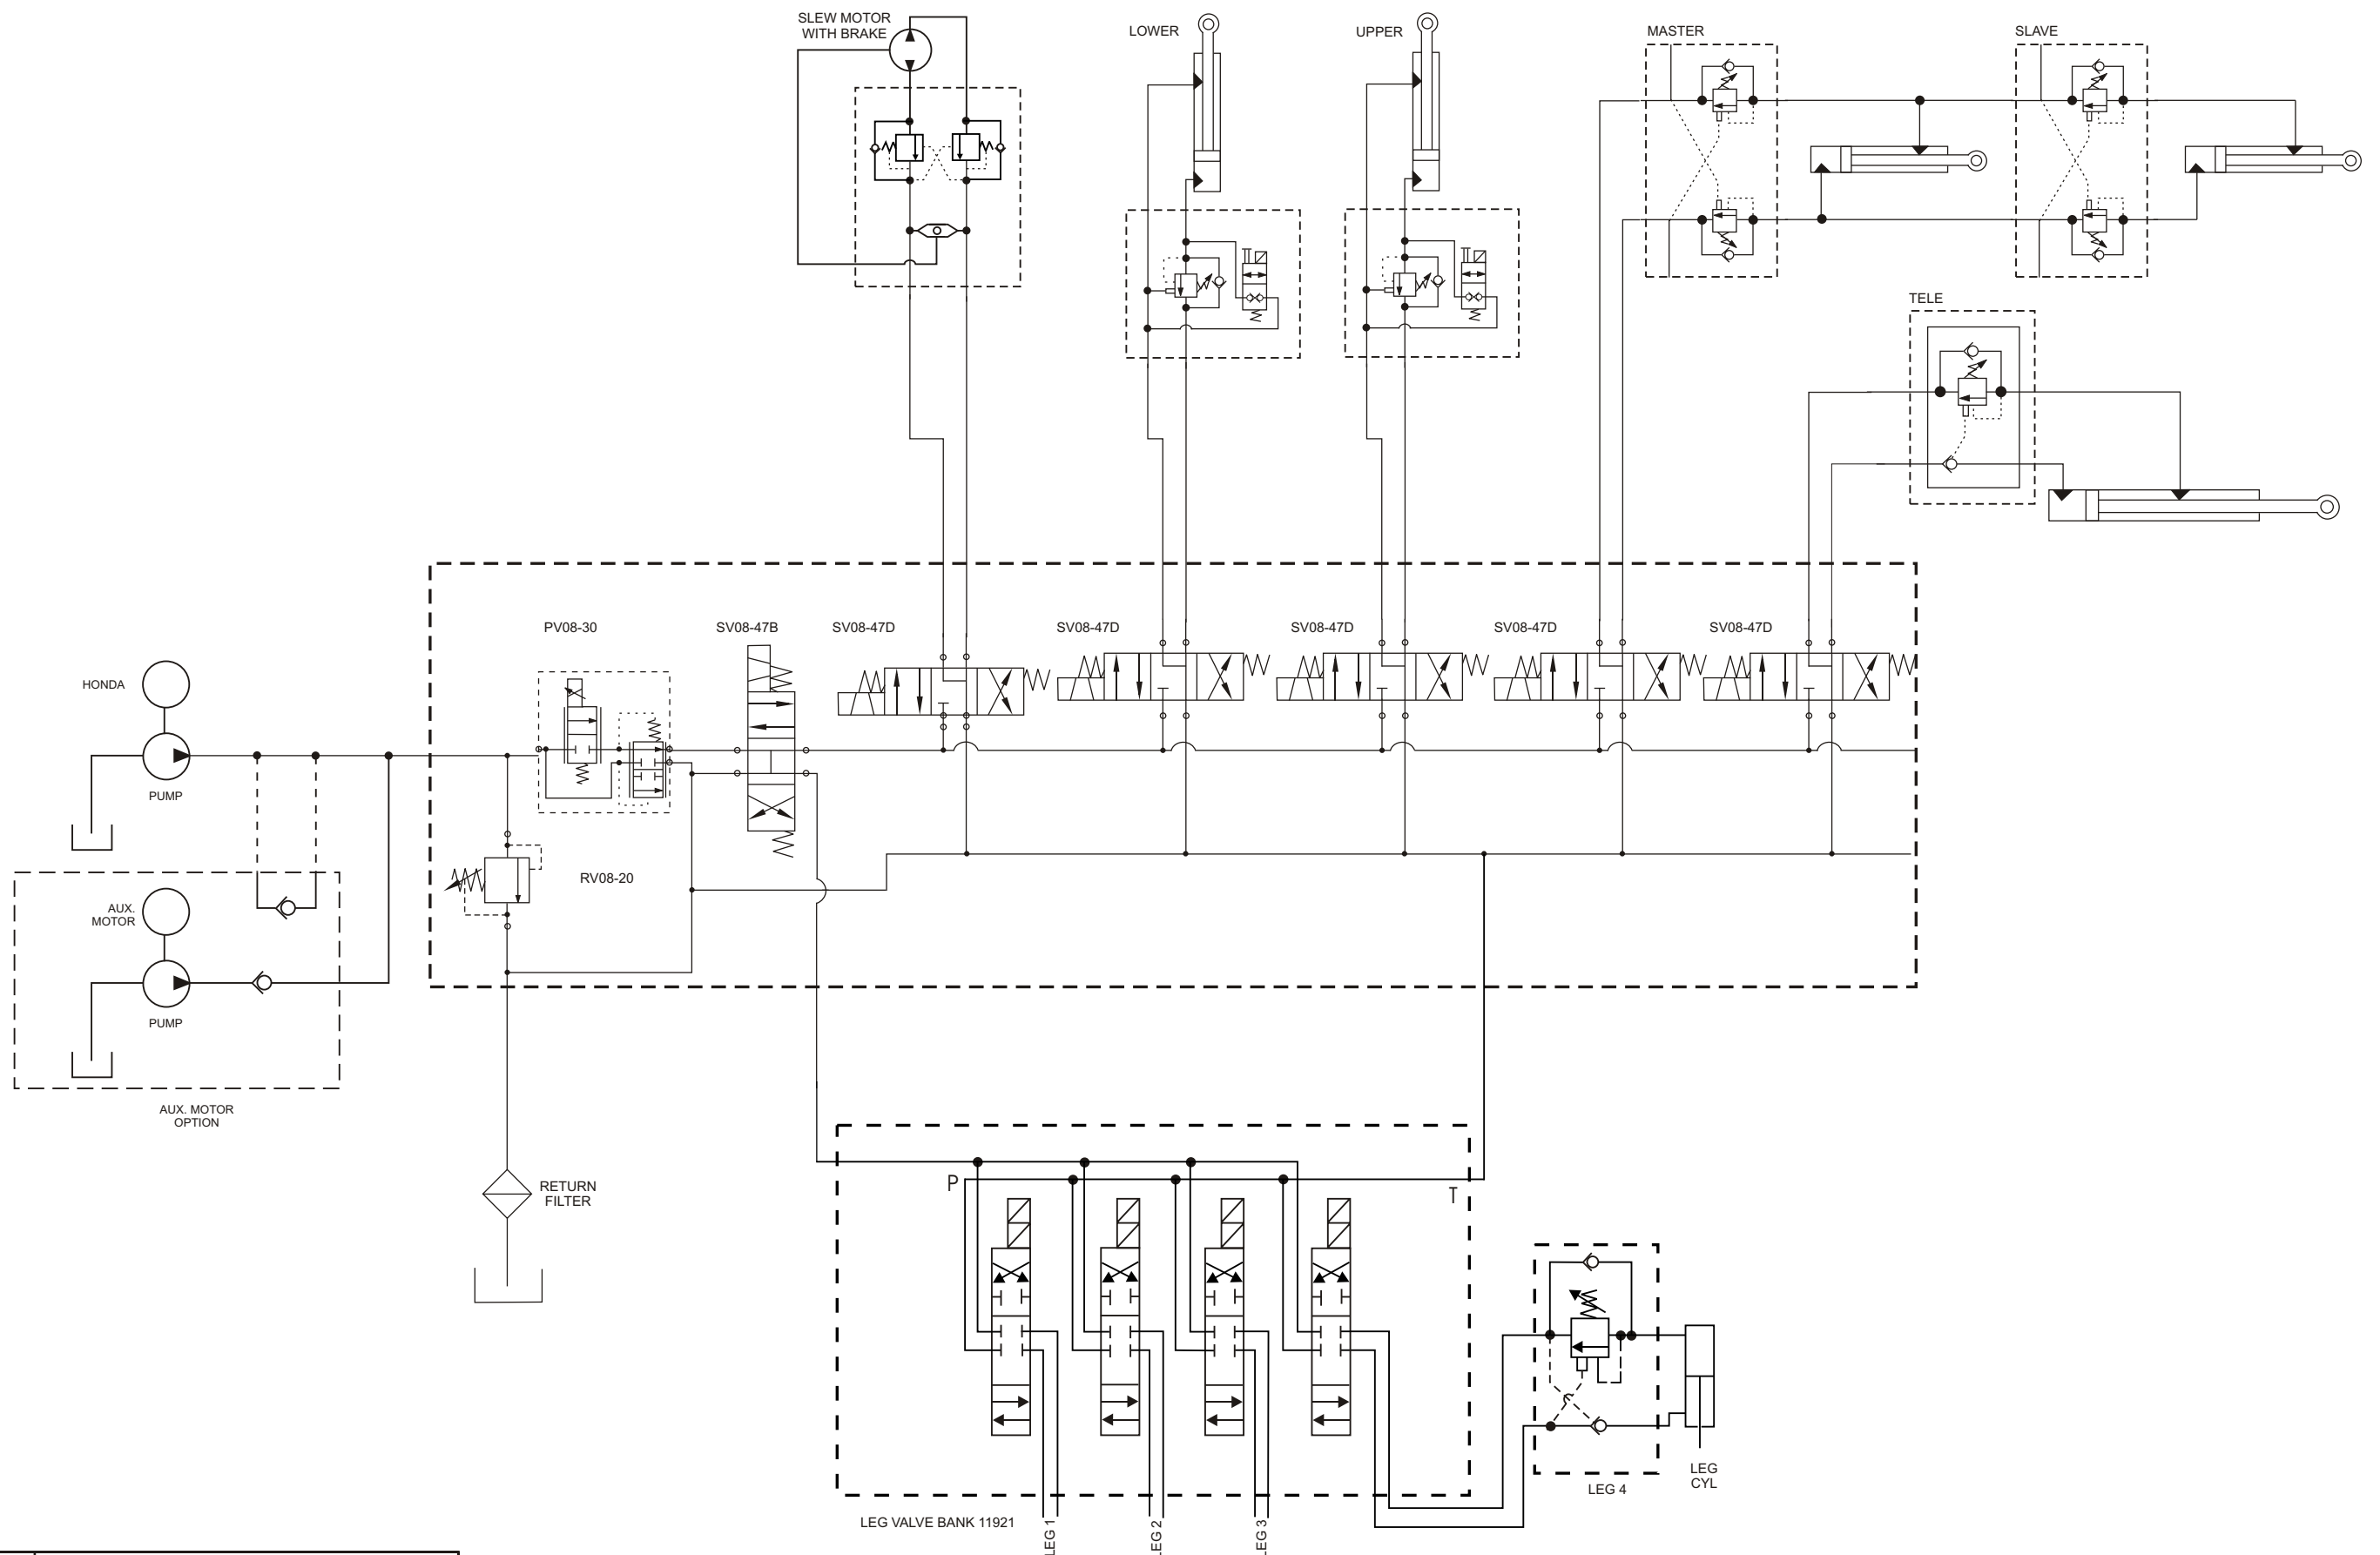 SLEW MOTOR
WITH BRAKE
LOWER
UPPER
MASTER
SLAVE
TELE
PV08-30
SV08-47B
SV08-47D
SV08-47D
SV08-47D
SV08-47D
SV08-47D
HONDA
PUMP
RV08-20
AUX.
MOTOR
PUMP
AUX. MOTOR
OPTION
RETURN
FILTER
P
T
LEG
CYL
LEG 4
LEG VALVE BANK 11921
LEG 1
LEG 2
LEG 3